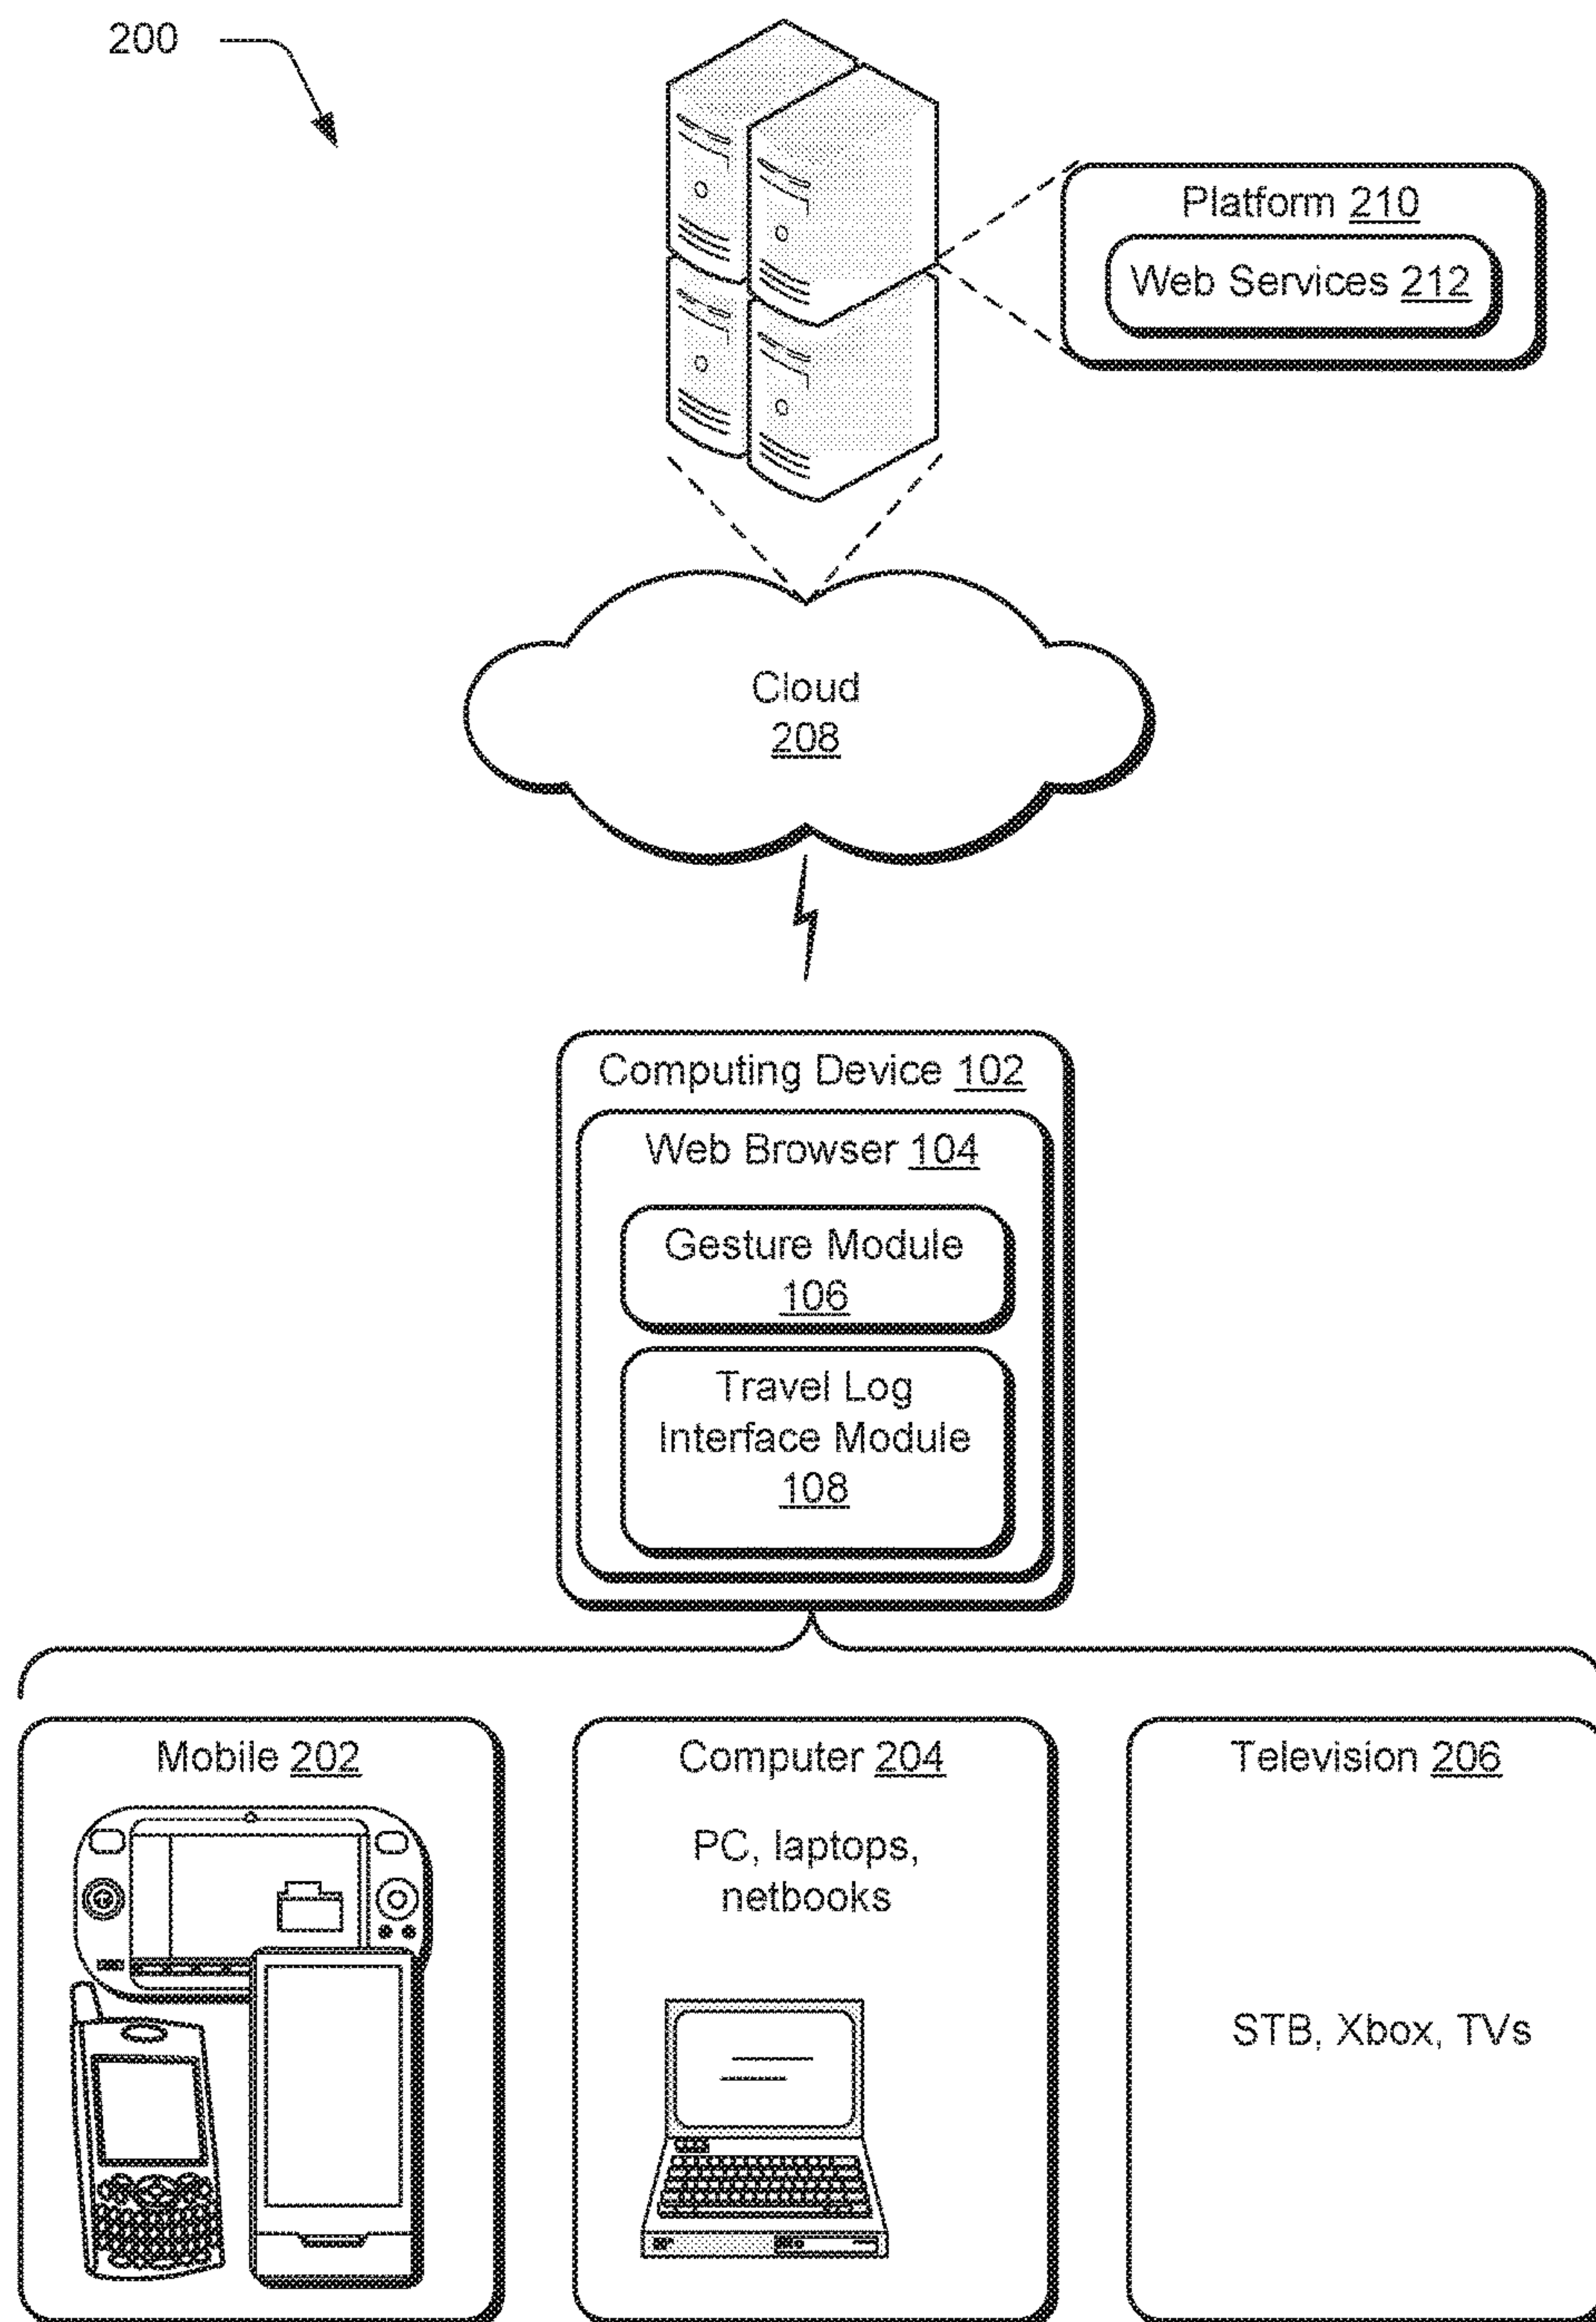 200
Platform 210
Web Services 212
Cloud
208
Computing Device 102
Web Browser 104
Gesture Module
106
Travel Log
Interface Module
108
Mobile 202
Computer 204
PC, laptops,
netbooks
Television 206
STB, Xbox, TVs